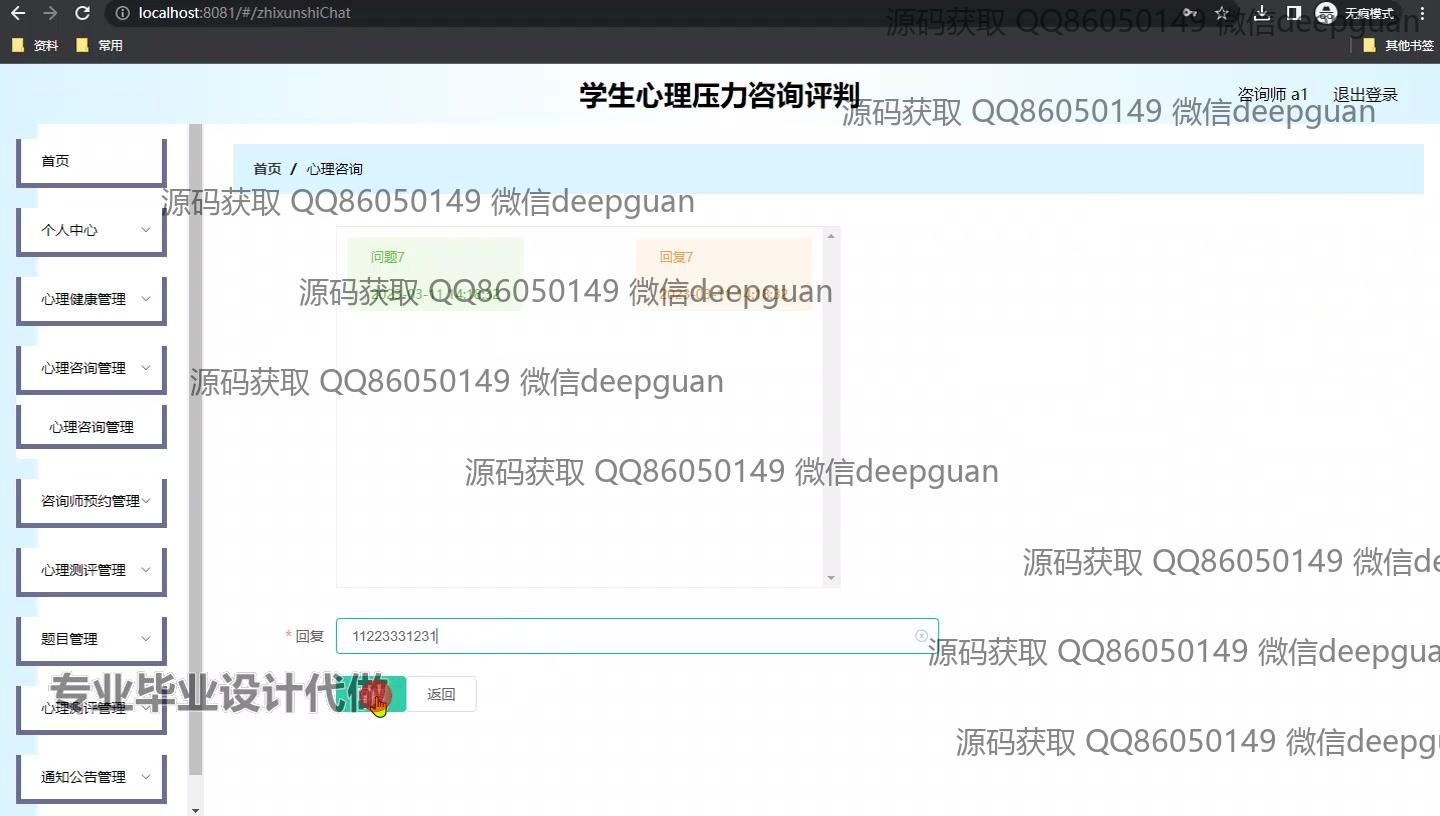 localhost:8081/#/zhixunshiChat
无痕模式
资料
常用
其他书签
源码获取 QQ86050149 微信deepguan
学生心理压力咨询评判
咨询师 a1
退出登录
源码获取 QQ86050149 微信deepguan
首页
首页 / 心理咨询
源码获取 QQ86050149 微信deepguan
个人中心
问题7
回复7
2023-03-11 14:18:32
源码获取 QQ86050149 微信deepguan
心理健康管理
心理咨询管理
源码获取 QQ86050149 微信deepguan
心理咨询管理
源码获取 QQ86050149 微信deepguan
咨询师预约管理
源码获取 QQ86050149 微信de
心理测评管理
* 回复
11223331231
题目管理
源码获取 QQ86050149 微信deepgua
专业毕业设计代做
返回
心理测评管理
源码获取 QQ86050149 微信deepg
通知公告管理